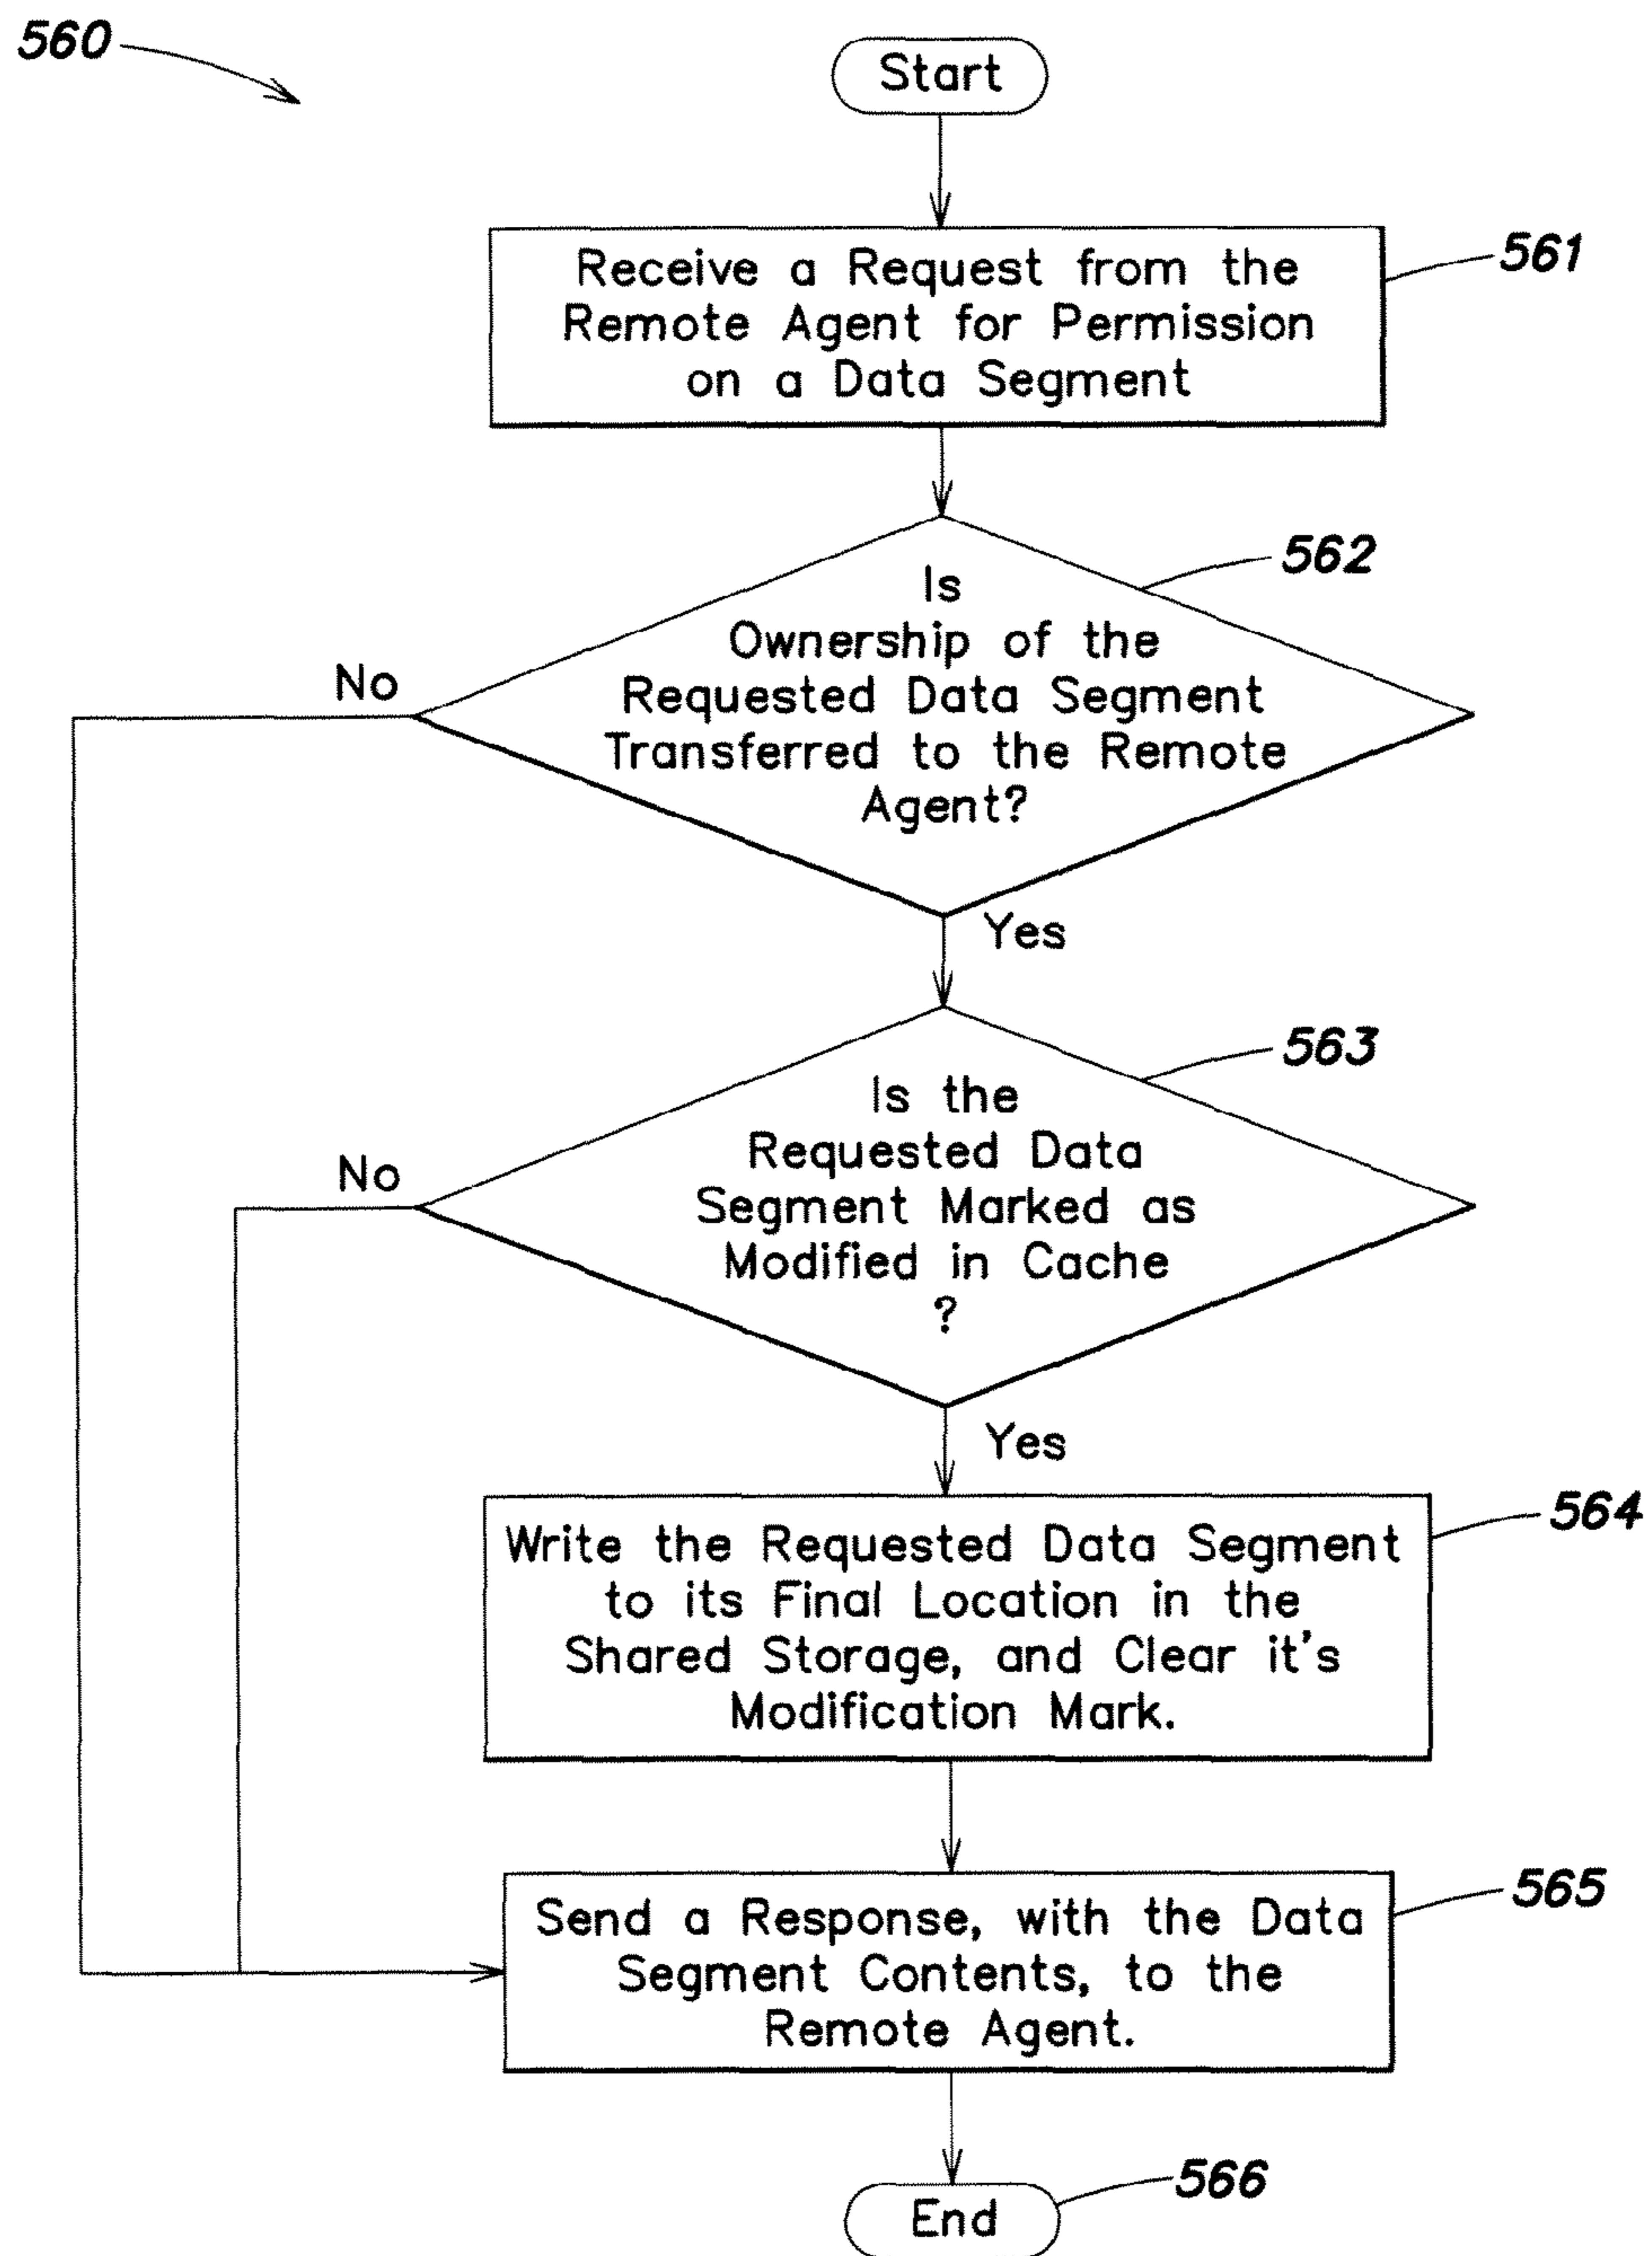 560
Start
Receive a Request from the
Remote Agent for Permission
on a Data Segment
561
562
Is
Ownership of the
Requested Data Segment
Transferred to the Remote
Agent?
No
Yes
563
Is the
Requested Data
Segment Marked as
Modified in Cache
?
No
Yes
564
Write the Requested Data Segment
to its Final Location in the
Shared Storage, and Clear it's
Modification Mark.
565
Send a Response, with the Data
Segment Contents, to the
Remote Agent.
566
End